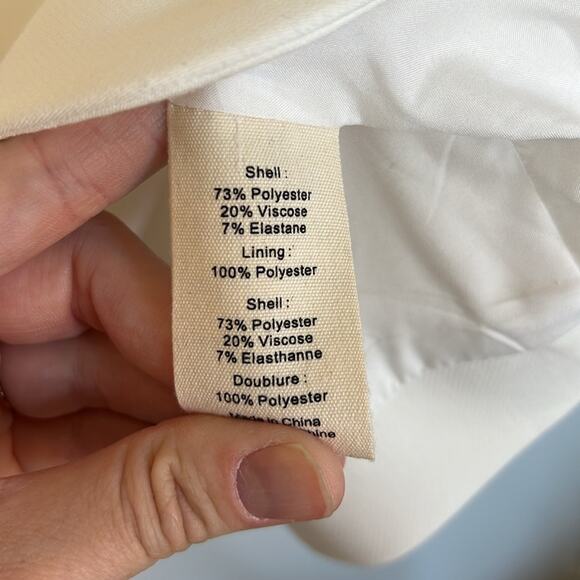 Shell :
73% Polyester
20% Viscose
7% Elastane
Lining :
100% Polyester
Shell :
73% Polyester
20% Viscose
7% Elasthanne
Doublure :
100% Polyester
Made in China